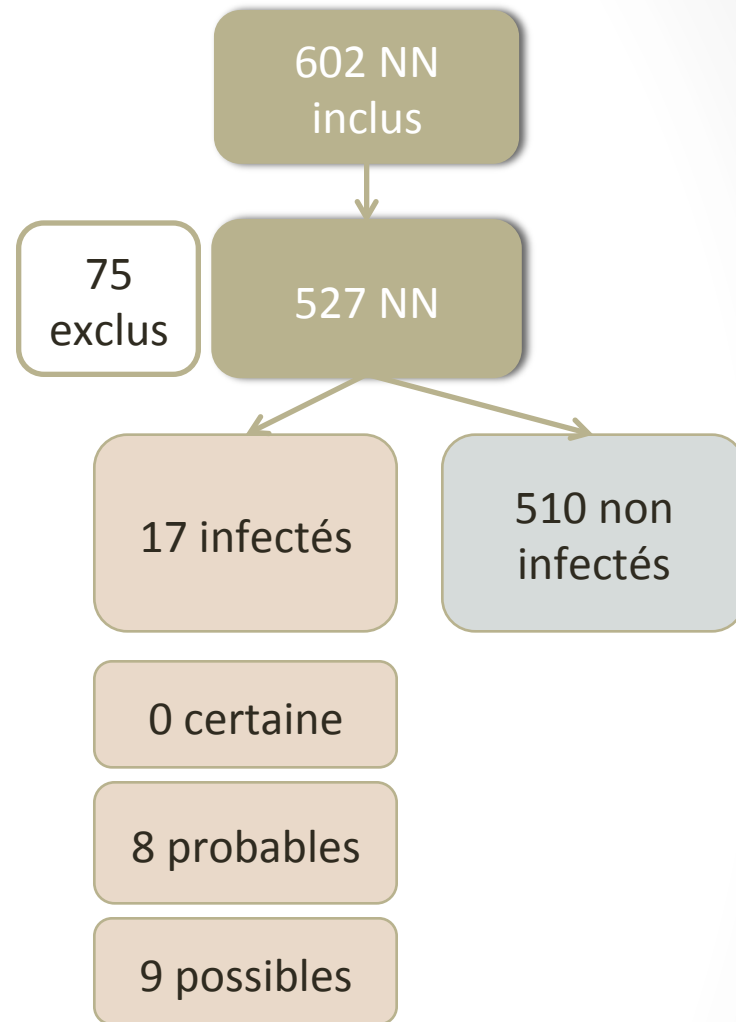 602 NN
inclus
75
exclus
527 NN
17 infectés
510 non
infectés
0 certaine
8 probables
9 possibles